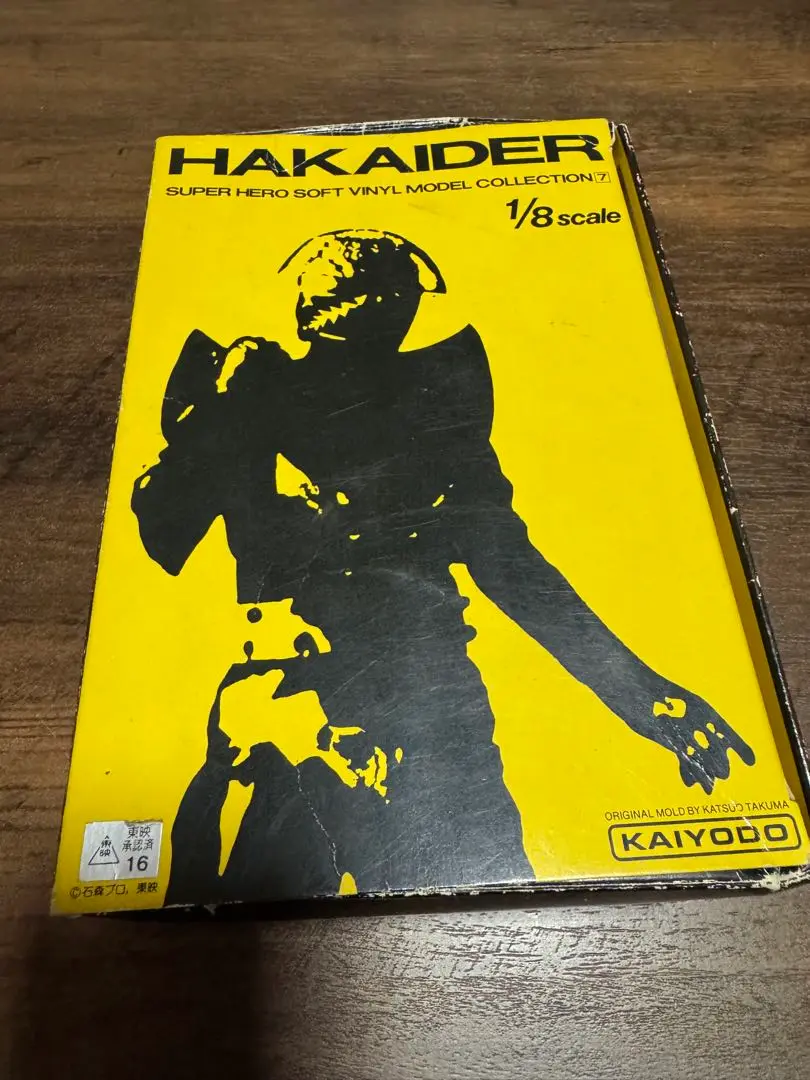 HAKAIDER
SUPER HERO SOFT VINYL MODEL COLLECTION 7
1/8 scale
ORIGINAL MOLD BY KATSUO TAKUMA
KAIYODO
東映
東映
承認済
16
©石森プロ, 東映